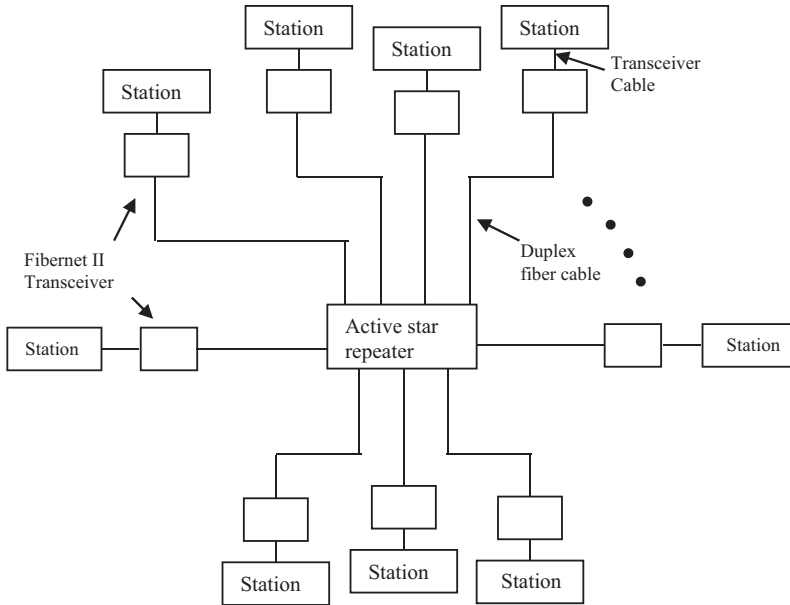 Station
Station
Station
Station
Transceiver
Cable
Fibernet II
Transceiver
Duplex
fiber cable
Station
Active star
repeater
Station
Station
Station
Station